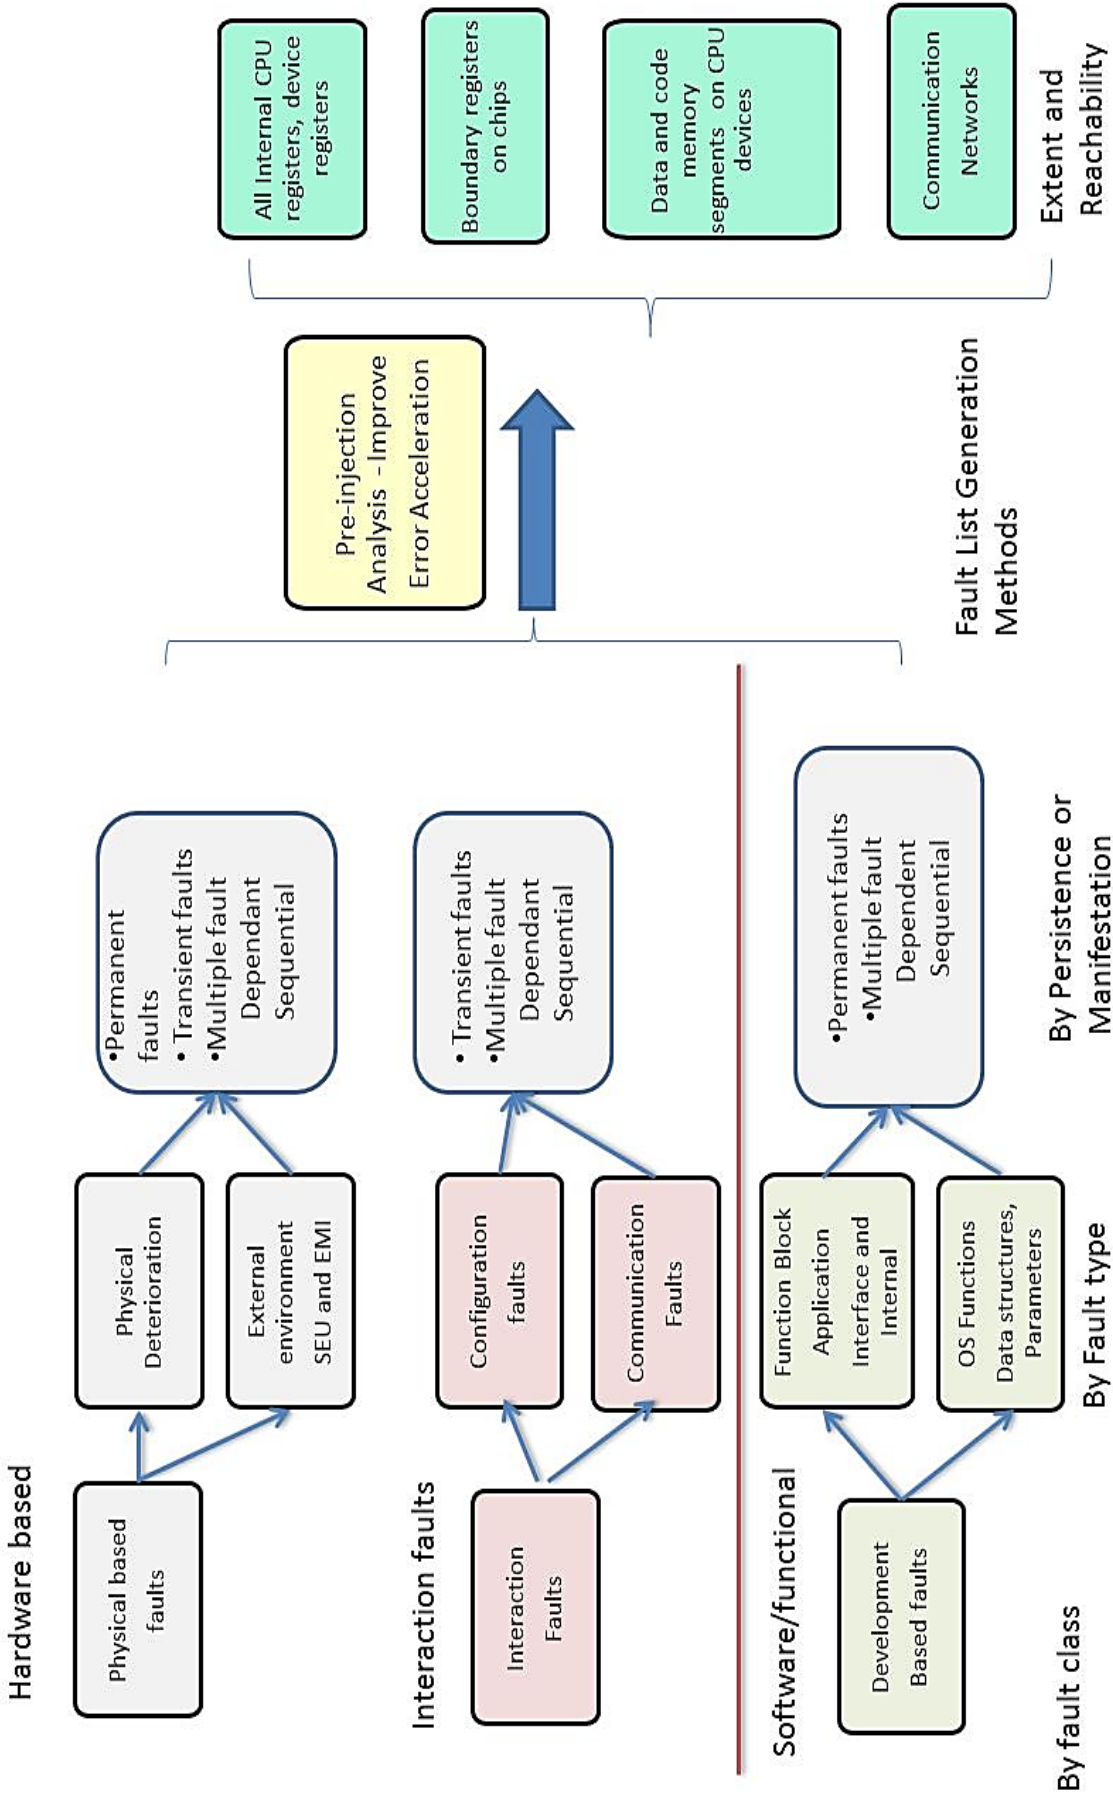 Hardware based
Physical based
faults
Physical
Deterioration
External
environment
SEU and EMI
•Permanent
faults
• Transient faults
•Multiple fault
Dependant
Sequential
Interaction faults
Interaction
Faults
Configuration
faults
Communication
Faults
• Transient faults
•Multiple fault
Dependant
Sequential
Software/functional
Development
Based faults
Function Block
Application
Interface and
Internal
OS Functions
Data structures,
Parameters
•Permanent faults
•Multiple fault
Dependent
Sequential
Pre-injection
Analysis - Improve
Error Acceleration
All Internal CPU
registers, device
registers
Boundary registers
on chips
Data and code
memory
segments on CPU
devices
Communication
Networks
By fault class
By Fault type
By Persistence or
Manifestation
Fault List Generation
Methods
Extent and
Reachability